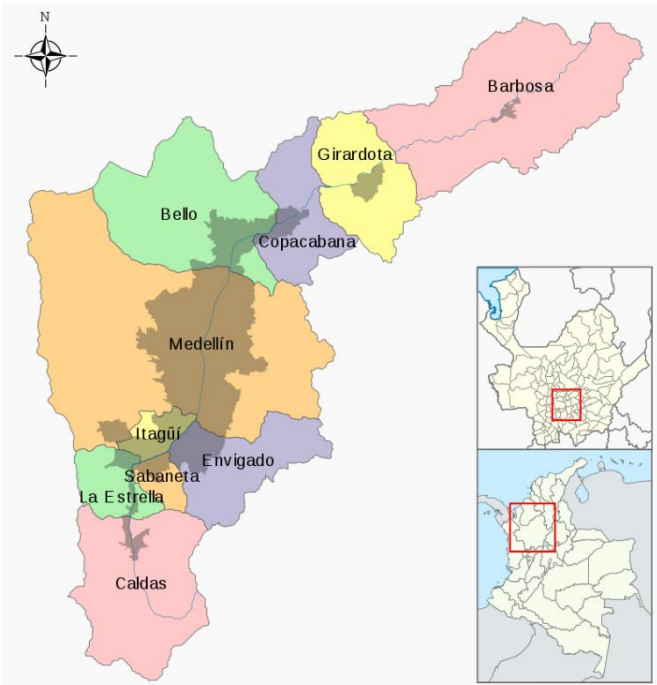 N
Barbosa
Girardota
Bello
Copacabana
Medellín
Itagüí
Envigado
Sabaneta
La Estrella
Caldas